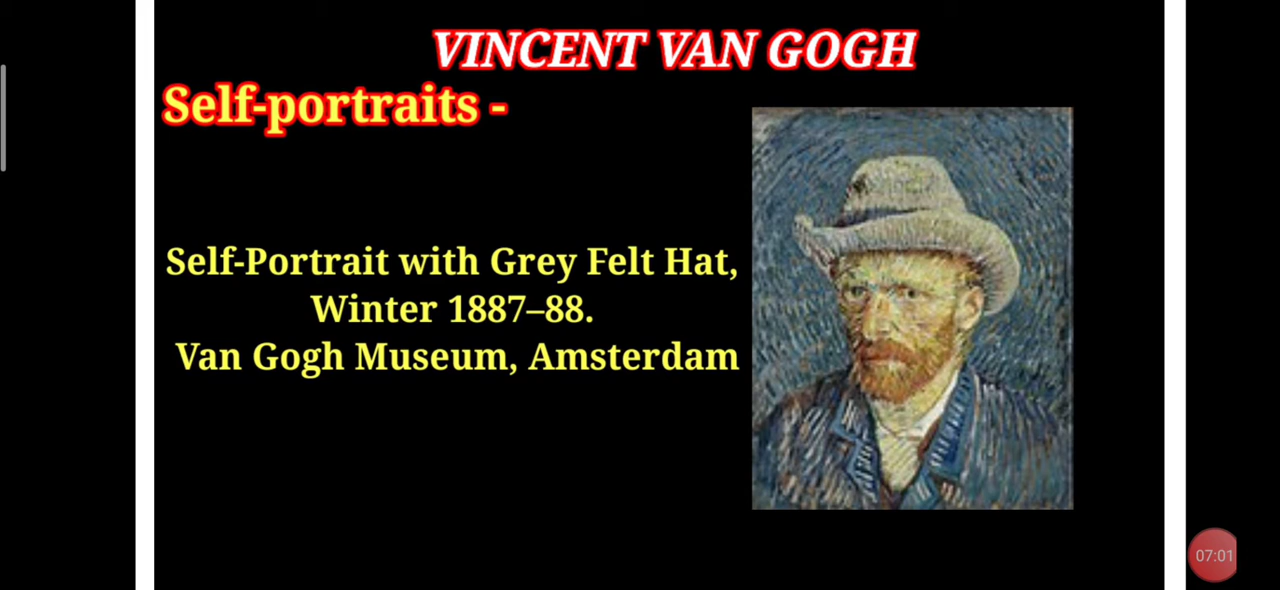 VINCENT VAN GOGH
Self-portraits -
Self-Portrait with Grey Felt Hat,
Winter 1887–88.
Van Gogh Museum, Amsterdam
07:01